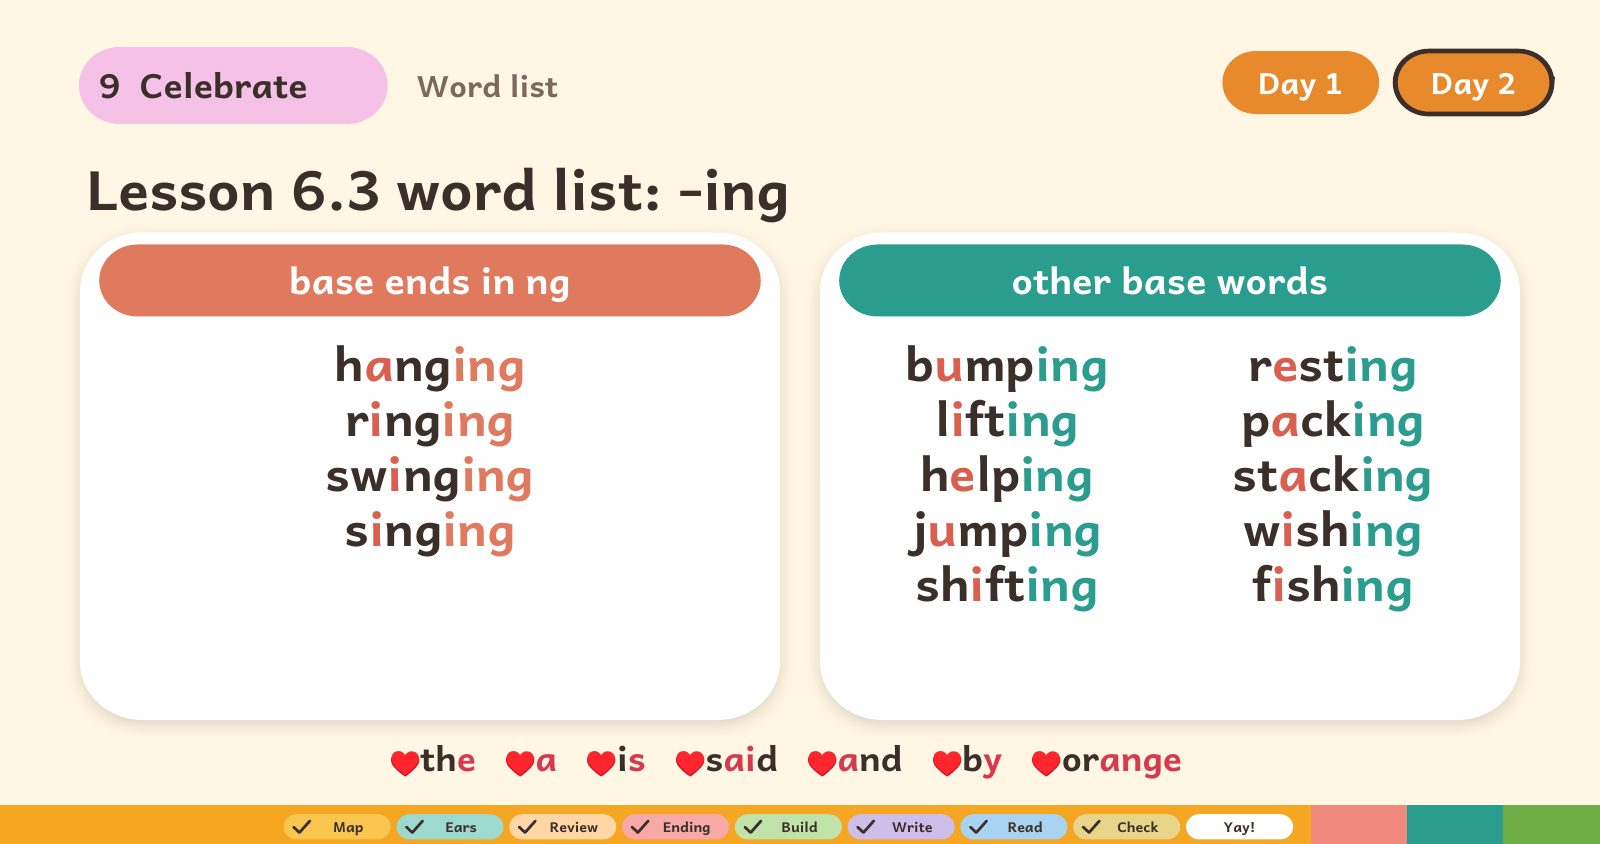 9 Celebrate
Word list
Day 1
Day 2
Lesson 6.3 word list: -ing
base ends in ng
hanging
ringing
swinging
singing
other base words
bumping
lifting
helping
jumping
shifting
resting
packing
stacking
wishing
fishing
the a is said and by orange
Map Ears Review Ending Build Write Read Check Yay!